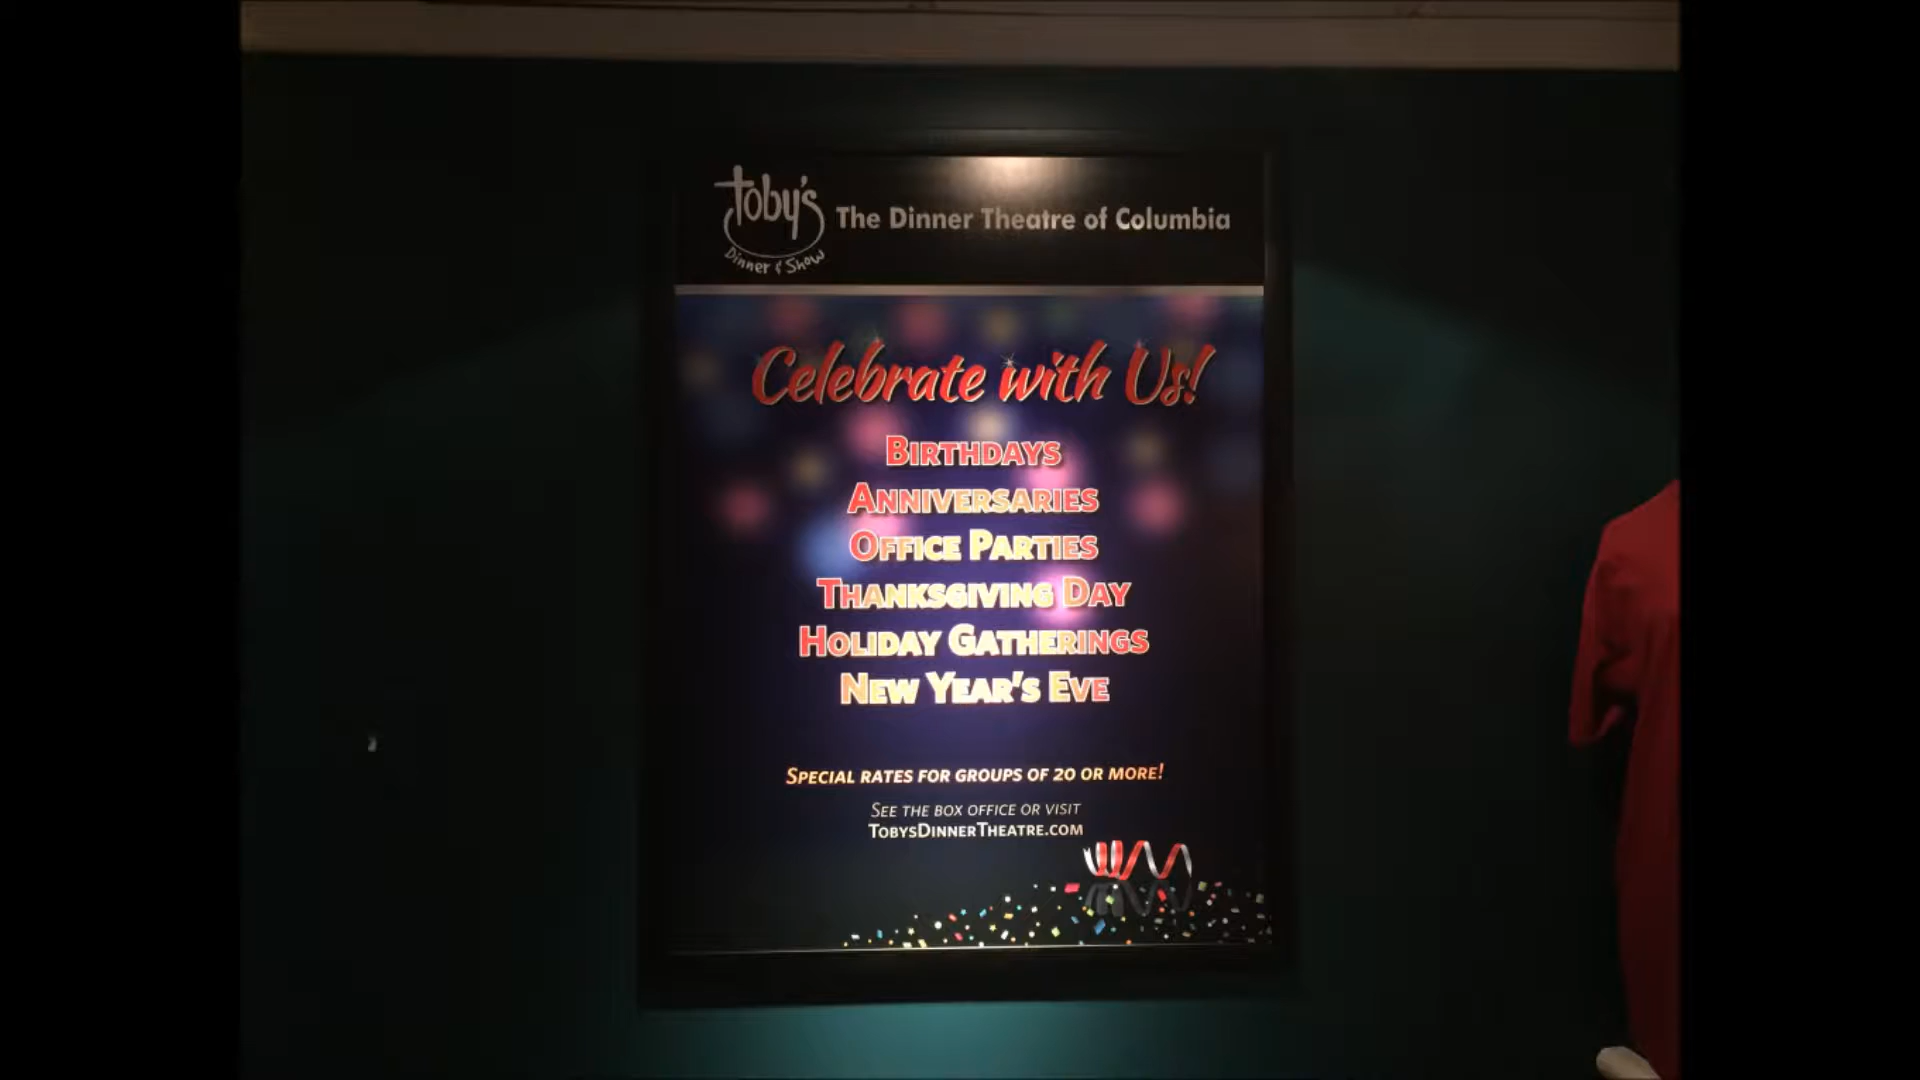 toby's
Dinner & Show
The Dinner Theatre of Columbia
Celebrate with Us!
BIRTHDAYS
ANNIVERSARIES
OFFICE PARTIES
THANKSGIVING DAY
HOLIDAY GATHERINGS
NEW YEAR'S EVE
SPECIAL RATES FOR GROUPS OF 20 OR MORE!
SEE THE BOX OFFICE OR VISIT
TOBYSDINNERTHEATRE.COM